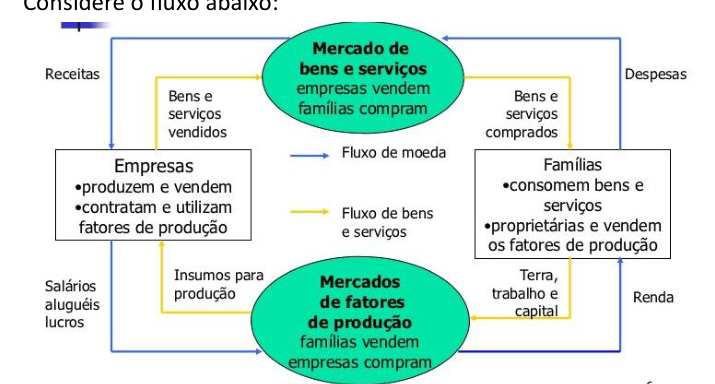 Considere o fluxo abaixo:
Mercado de
bens e serviços
empresas vendem
famílias compram
Receitas
Despesas
Bens e
serviços
vendidos
Bens e
serviços
comprados
Fluxo de moeda
Fluxo de bens
e serviços
Empresas
•produzem e vendem
•contratam e utilizam
fatores de produção
Famílias
•consomem bens e
serviços
•proprietárias e vendem
os fatores de produção
Salários
aluguéis
lucros
Insumos para
produção
Mercados
de fatores
de produção
famílias vendem
empresas compram
Terra,
trabalho e
capital
Renda